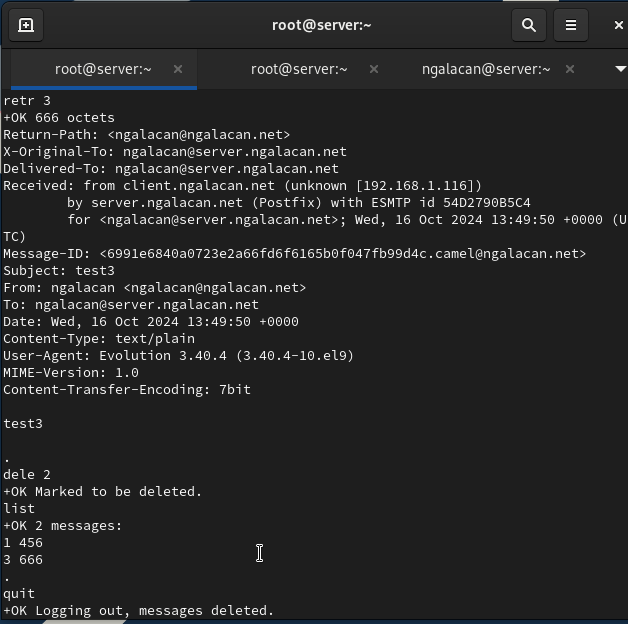 root@server:~
root@server:~ ×
root@server:~ ×
ngalacan@server:~ ×
retr 3
+OK 666 octets
Return-Path: <ngalacan@ngalacan.net>
X-Original-To: ngalacan@server.ngalacan.net
Delivered-To: ngalacan@server.ngalacan.net
Received: from client.ngalacan.net (unknown [192.168.1.116])
        by server.ngalacan.net (Postfix) with ESMTP id 54D2790B5C4
        for <ngalacan@server.ngalacan.net>; Wed, 16 Oct 2024 13:49:50 +0000 (U
TC)
Message-ID: <6991e6840a0723e2a66fd6f6165b0f047fb99d4c.camel@ngalacan.net>
Subject: test3
From: ngalacan <ngalacan@ngalacan.net>
To: ngalacan@server.ngalacan.net
Date: Wed, 16 Oct 2024 13:49:50 +0000
Content-Type: text/plain
User-Agent: Evolution 3.40.4 (3.40.4-10.el9)
MIME-Version: 1.0
Content-Transfer-Encoding: 7bit

test3

.
dele 2
+OK Marked to be deleted.
list
+OK 2 messages:
1 456
3 666
.
quit
+OK Logging out, messages deleted.